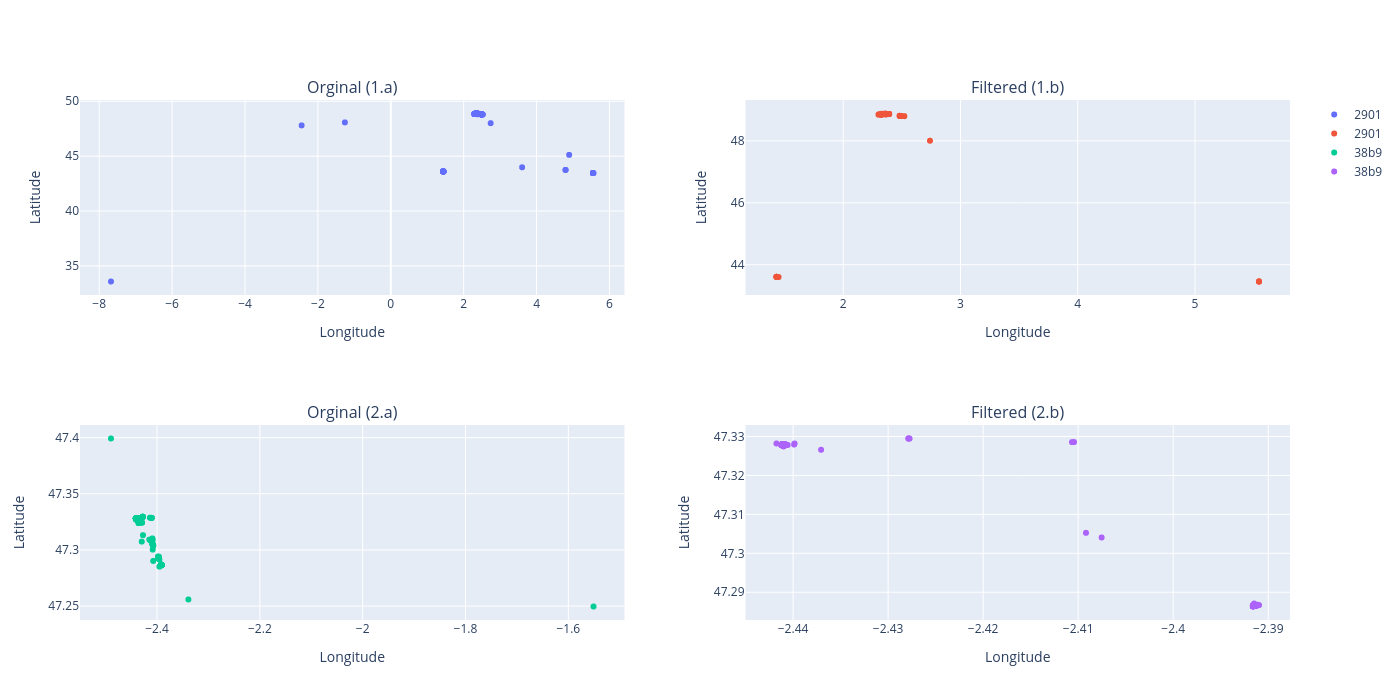 Orginal (1.a)
Filtered (1.b)
50
45
40
35
Latitude
−8
−6
−4
−2
0
2
4
6
Longitude
48
46
44
Latitude
2
3
4
5
Longitude
2901
2901
38b9
38b9
Orginal (2.a)
Filtered (2.b)
47.4
47.35
47.3
47.25
Latitude
−2.4
−2.2
−2
−1.8
−1.6
Longitude
47.33
47.32
47.31
47.3
47.29
Latitude
−2.44
−2.43
−2.42
−2.41
−2.4
−2.39
Longitude